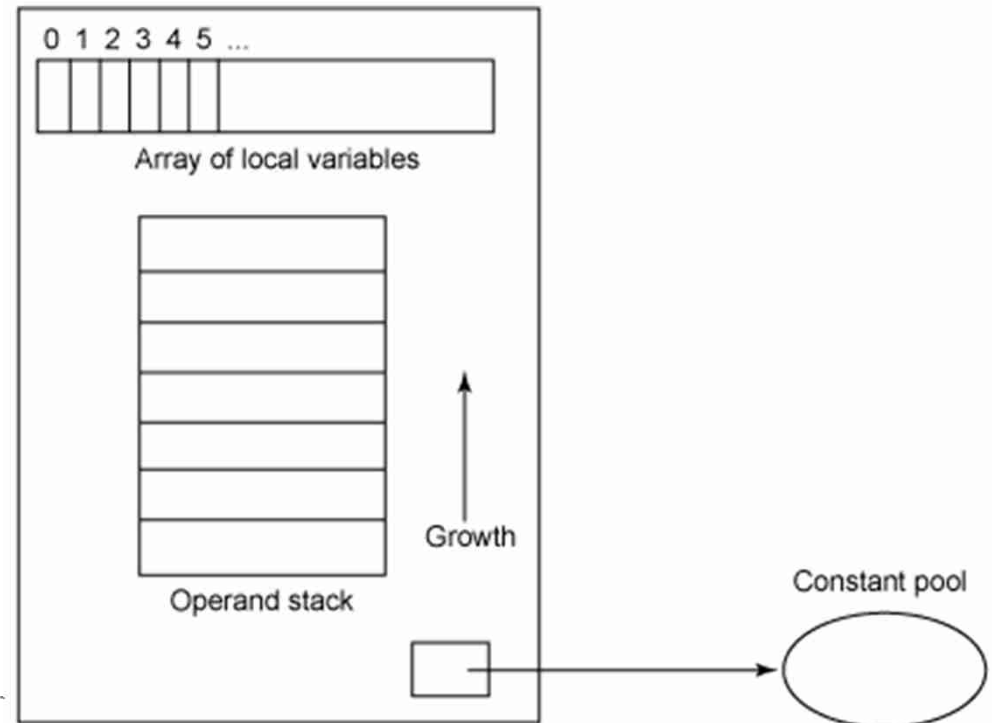 0 1 2 3 4 5 ...
Array of local variables
Growth
Constant pool
Operand stack